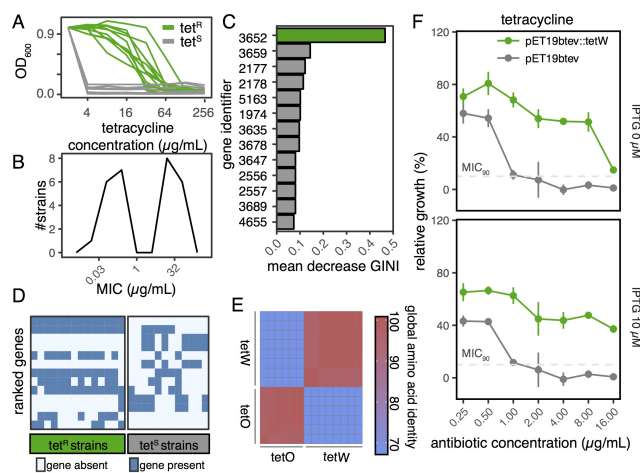 A
tetR
tetS
OD600
0.9
0.0
4
16
64
256
tetracycline
concentration (µg/mL)
B
#strains
8
6
4
2
0
0.03
1
32
MIC (µg/mL)
C
gene identifier
3652
3659
2177
2178
5163
1974
3635
3678
3647
2556
2557
3689
4655
0.0
0.1
0.2
0.3
0.4
0.5
mean decrease GINI
D
ranked genes
tetR strains
tetS strains
gene absent
gene present
E
tetW
tetO
tetO
tetW
100
90
80
70
global amino acid identity
F
tetracycline
pET19btev::tetW
pET19btev
relative growth (%)
120
80
40
0
MIC90
IPTG 0 µM
120
80
40
0
MIC90
IPTG 10 µM
0.25
0.50
1.00
2.00
4.00
8.00
16.00
antibiotic concentration (µg/mL)